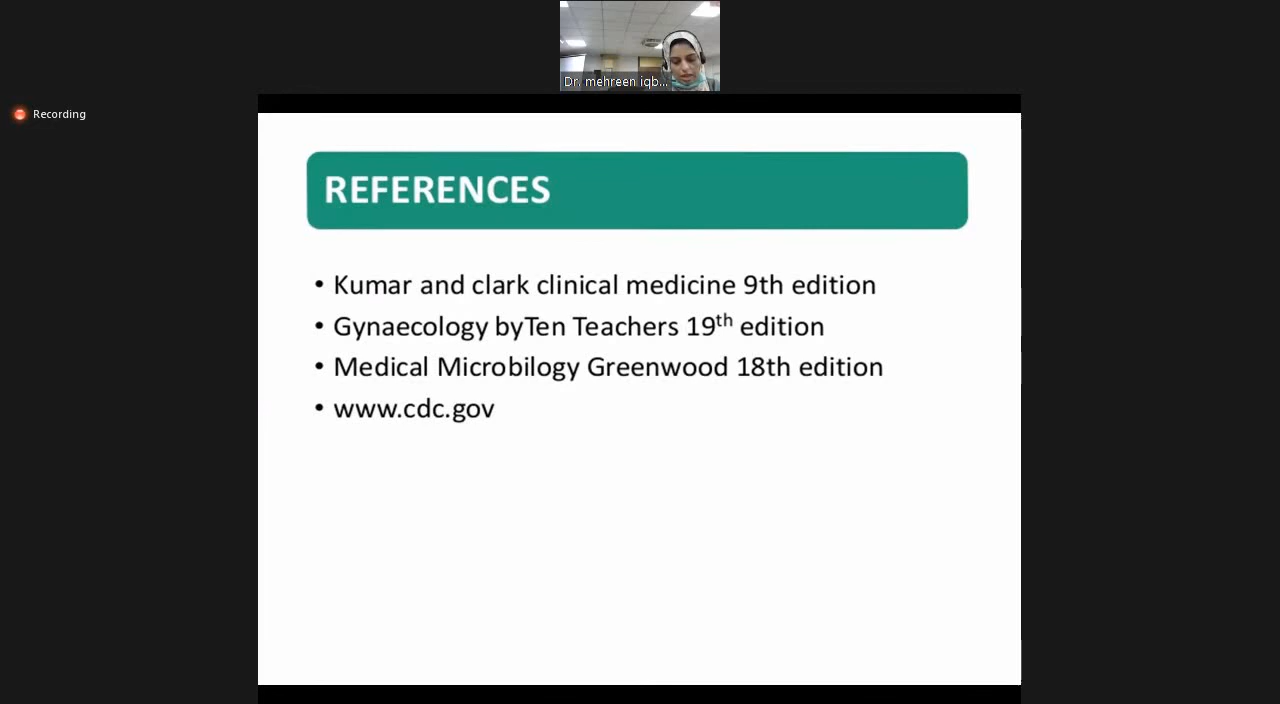 Dr. mehreen iqb...
Recording
REFERENCES
• Kumar and clark clinical medicine 9th edition
• Gynaecology byTen Teachers 19th edition
• Medical Microbilogy Greenwood 18th edition
• www.cdc.gov